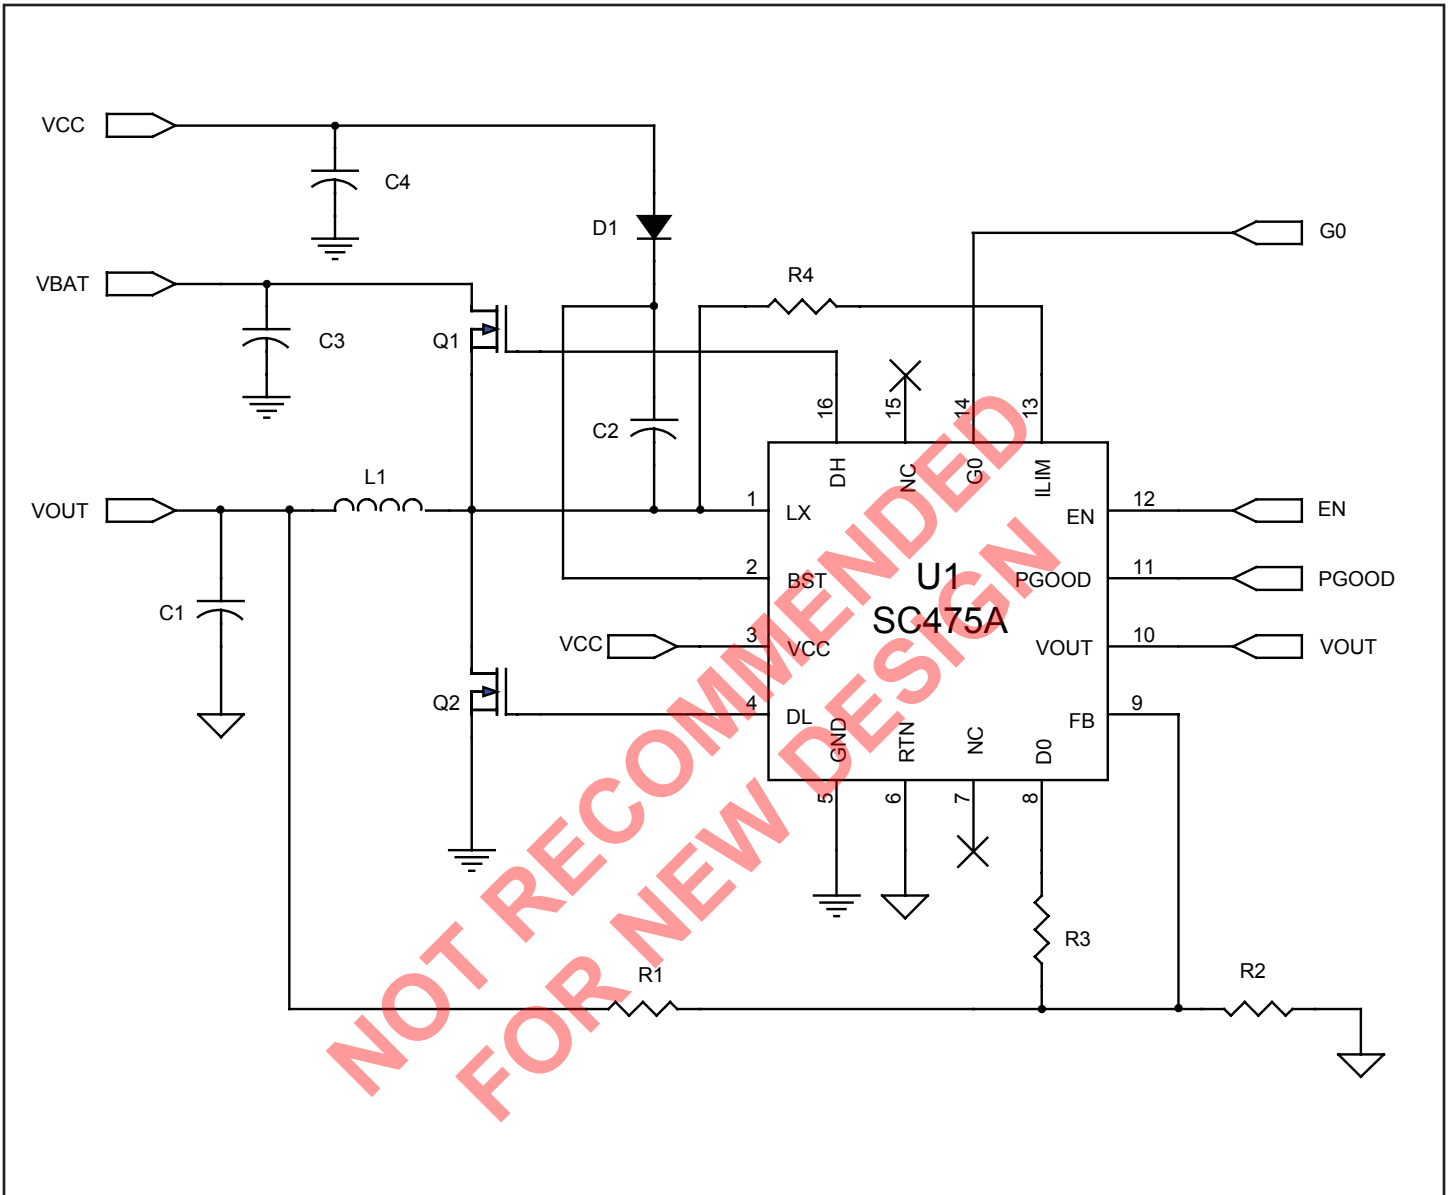 VCC
C4
D1
G0
VBAT
R4
C3
Q1
16
15
14
13
C2
DH
NC
G0
ILIM
L1
VOUT
1
LX
EN
12
EN
2
BST
U1
SC475A
PGOOD
11
PGOOD
C1
VCC
3
VCC
VOUT
10
VOUT
Q2
4
DL
GND
RTN
NC
D0
FB
9
5
6
7
8
R3
R1
R2
NOT RECOMMENDED
FOR NEW DESIGN